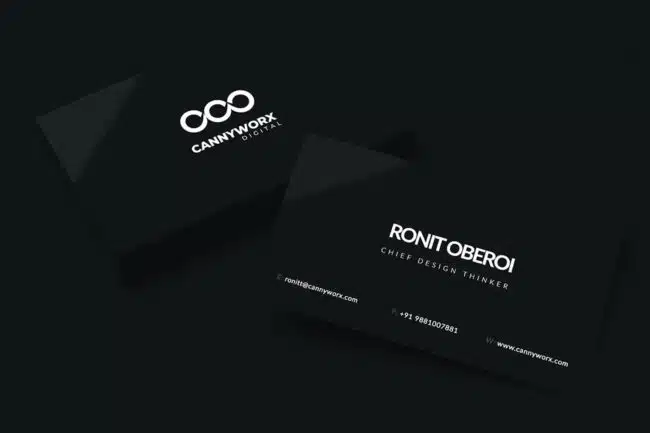 CANNYWORX
DIGITAL
RONIT OBEROI
CHIEF DESIGN THINKER
E: ronitt@cannyworx.com
P: +91 9881007881
W: www.cannyworx.com